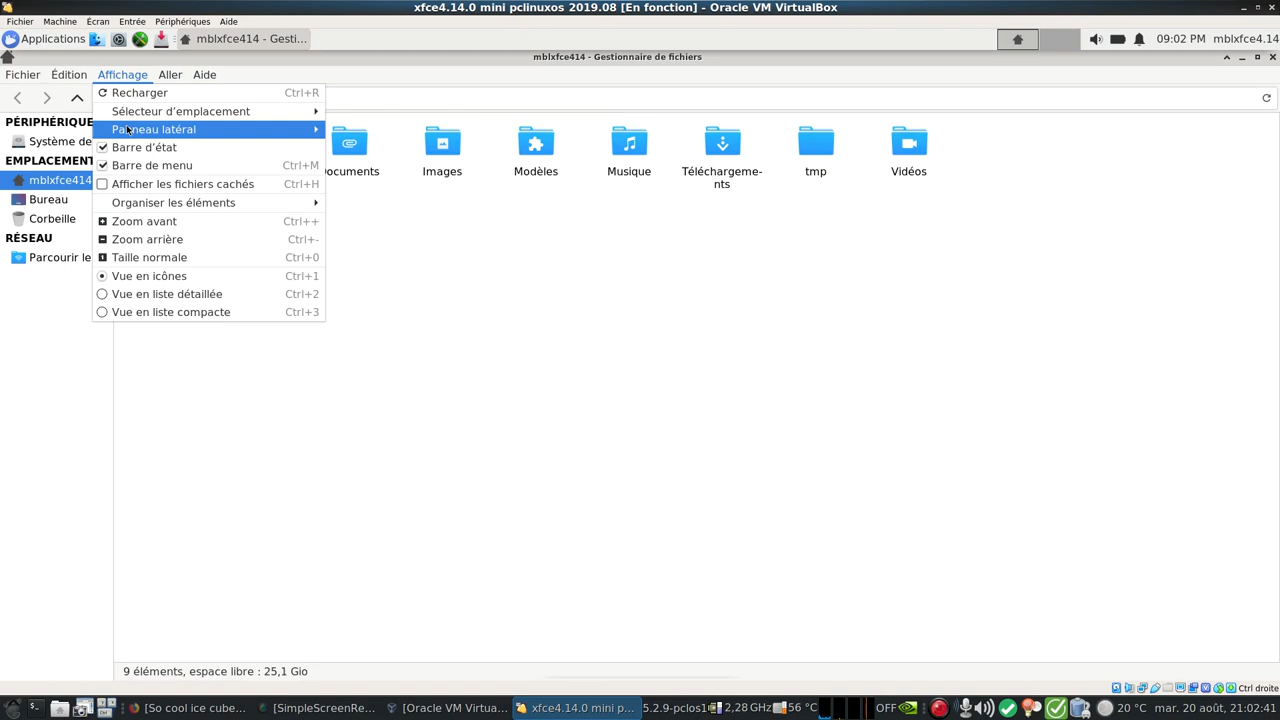 xfce4.14.0 mini pclinuxos 2019.08 [En fonction] - Oracle VM VirtualBox
Fichier Machine Écran Entrée Périphériques Aide
Applications mblxfce414 - Gesti... 09:02 PM mblxfce4.14
mblxfce414 - Gestionnaire de fichiers
Fichier Édition Affichage Aller Aide
Recharger Ctrl+R
Sélecteur d’emplacement
Panneau latéral
Barre d’état
Barre de menu Ctrl+M
Afficher les fichiers cachés Ctrl+H
Organiser les éléments
Zoom avant Ctrl++
Zoom arrière Ctrl+-
Taille normale Ctrl+0
Vue en icônes Ctrl+1
Vue en liste détaillée Ctrl+2
Vue en liste compacte Ctrl+3
PÉRIPHÉRIQUE
Système de
EMPLACEMENT
mblxfce414
Bureau
Corbeille
RÉSEAU
Parcourir le
ocuments Images Modèles Musique Téléchargeme-
nts tmp Vidéos
9 éléments, espace libre : 25,1 Gio
Ctrl droite
[So cool ice cube... [SimpleScreenRe... [Oracle VM Virtua... xfce4.14.0 mini p... 5.2.9-pclos1 2,28 GHz 56 °C OFF 20 °C mar. 20 août, 21:02:41